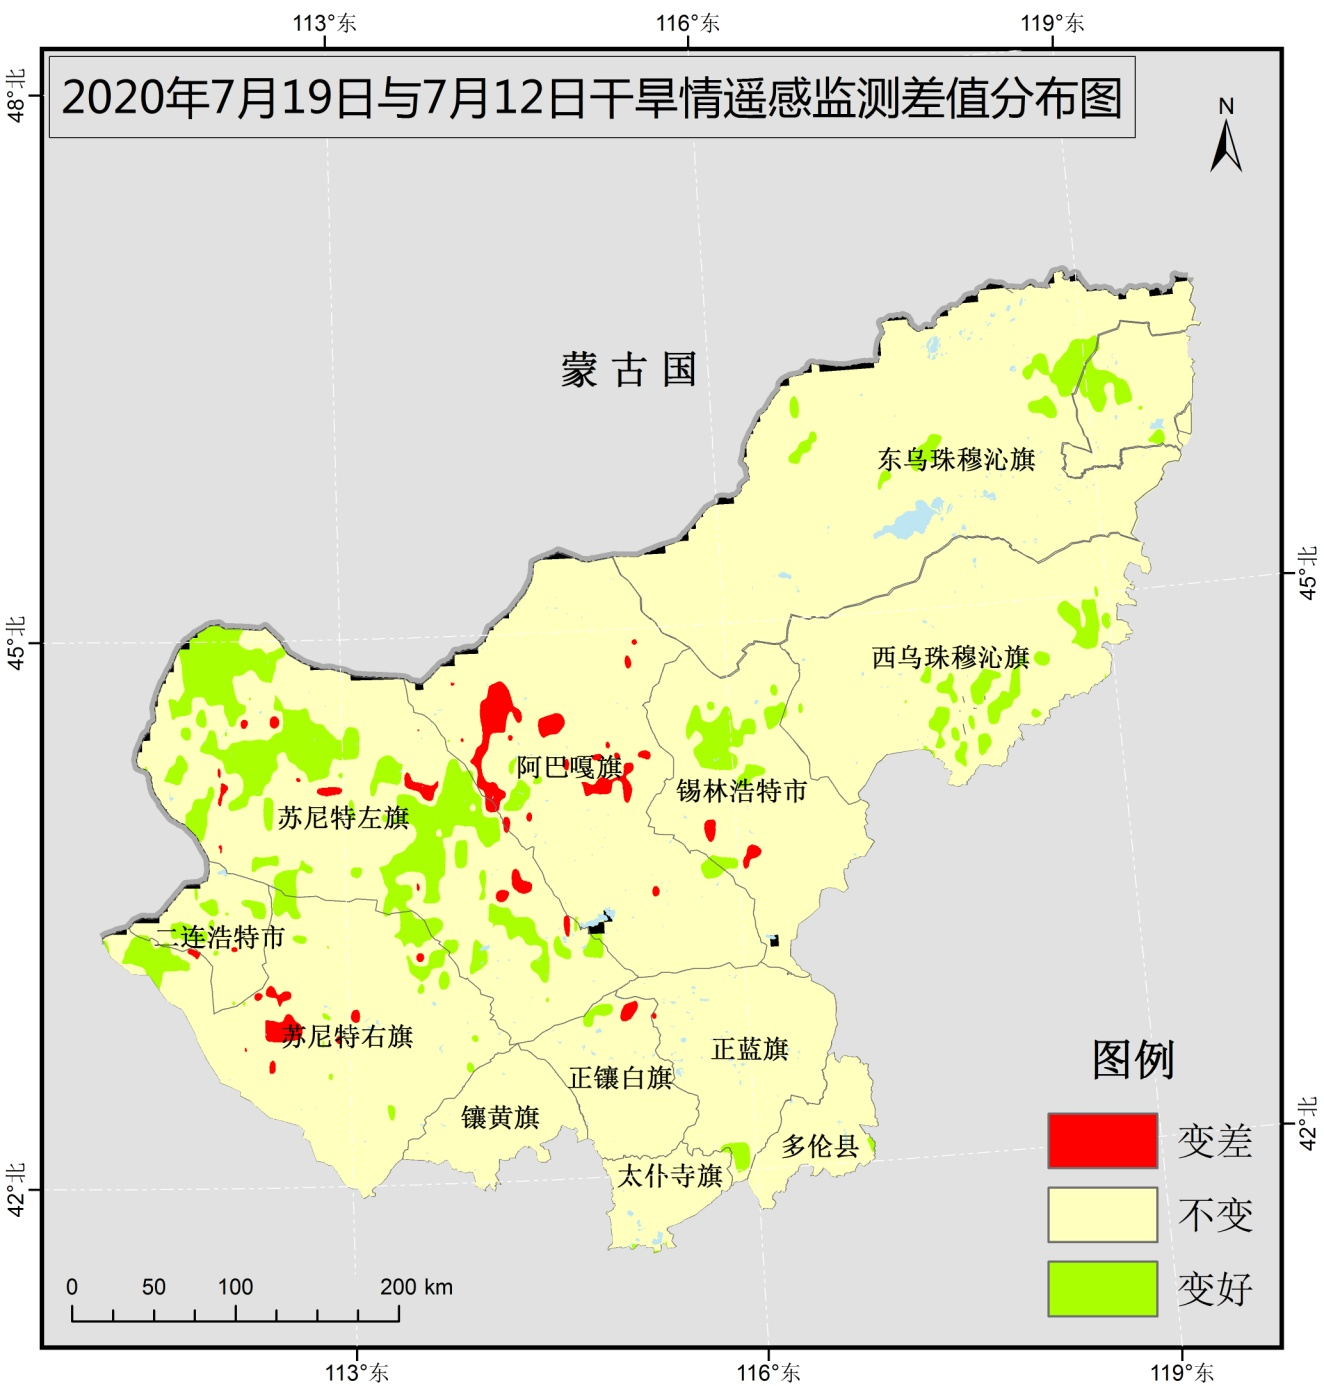 113°东
116°东
119°东
48°北
2020年7月19日与7月12日干旱情遥感监测差值分布图
N
蒙古国
东乌珠穆沁旗
45°北
45°北
西乌珠穆沁旗
阿巴嘎旗
锡林浩特市
苏尼特左旗
二连浩特市
苏尼特右旗
正蓝旗
正镶白旗
镶黄旗
多伦县
太仆寺旗
42°北
42°北
图例
变差
不变
变好
0 50 100 200 km
113°东
116°东
119°东